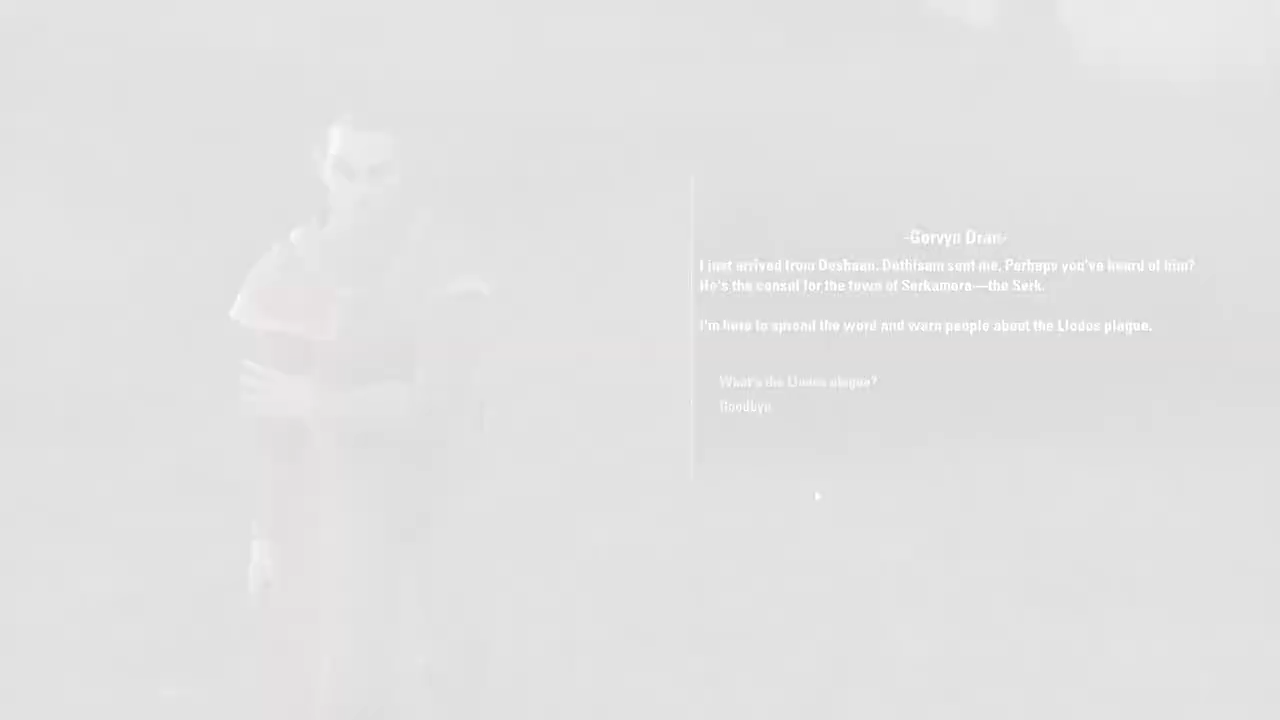 -Gorvyn Dran-
I just arrived from Deshaan. Dethisam sent me. Perhaps you've heard of him?
He's the consul for the town of Serkamora—the Serk.
I'm here to spread the word and warn people about the Llodos plague.
What's the Llodos plague?
Goodbye